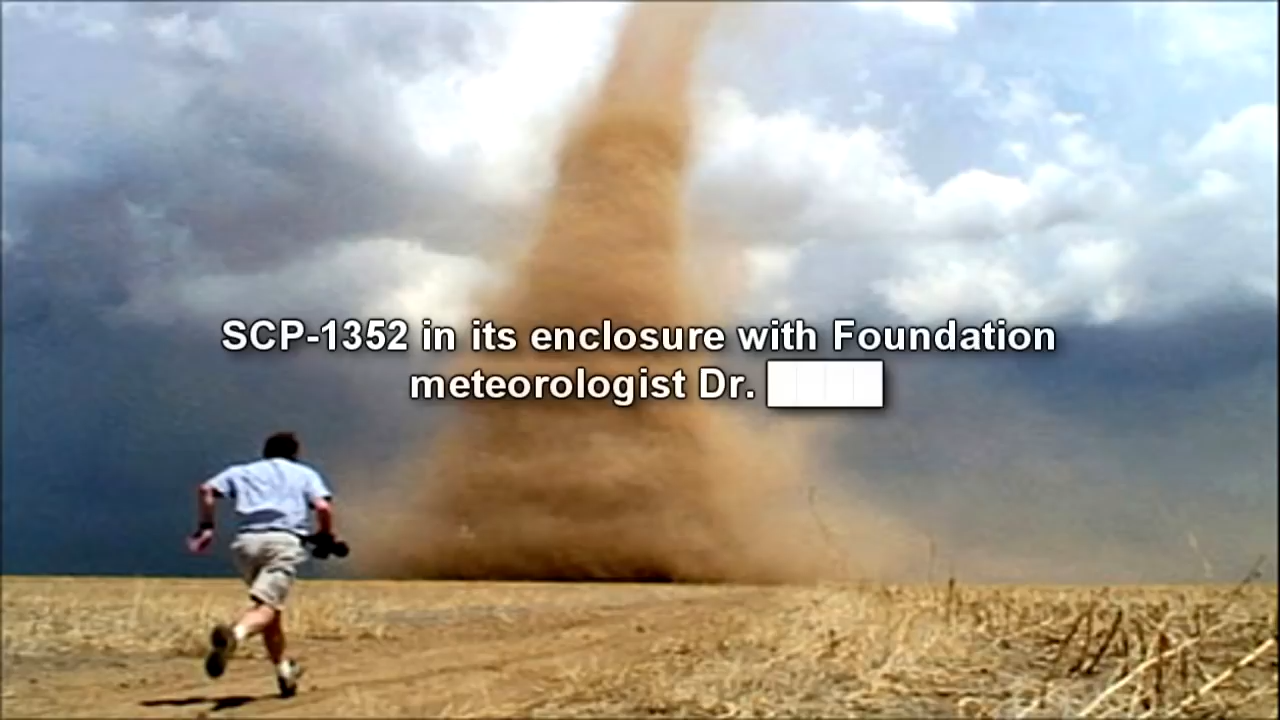 SCP-1352 in its enclosure with Foundation
meteorologist Dr. ████